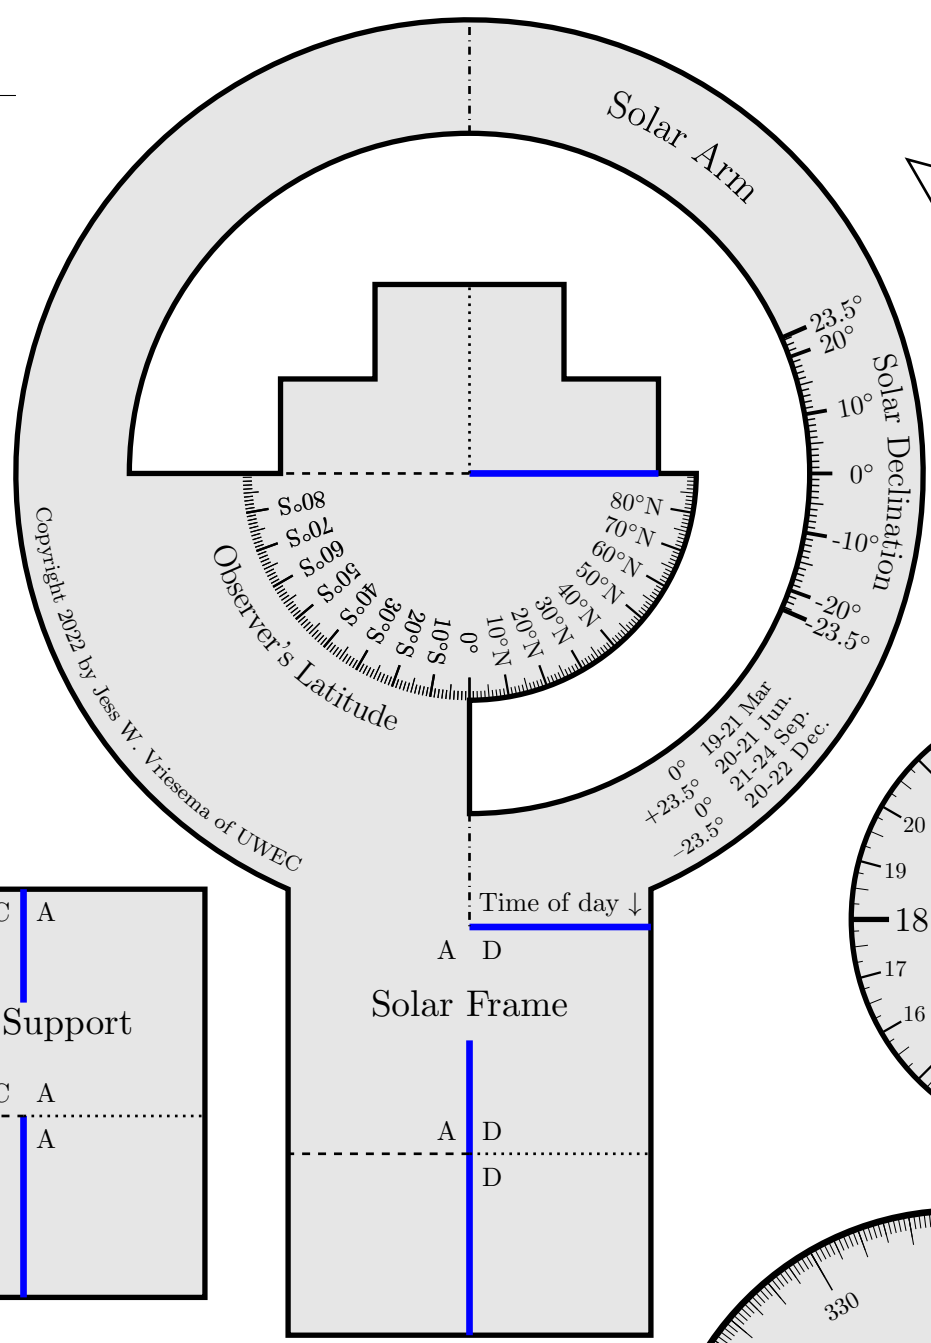 Solar Arm
23.5°
20°
10°
0°
-10°
-20°
-23.5°
Solar Declination
80°S
70°S
60°S
50°S
40°S
30°S
20°S
10°S
0°
10°N
20°N
30°N
40°N
50°N
60°N
70°N
80°N
Observer's Latitude
Copyright 2022 by Jess W. Vriesema of UWEC
0° 19-21 Mar
+23.5° 20-21 Jun.
0° 21-24 Sep.
–23.5° 20-22 Dec.
20
19
18
17
16
Time of day ↓
A D
Solar Frame
A D
D
C A
Support
C A
A
330